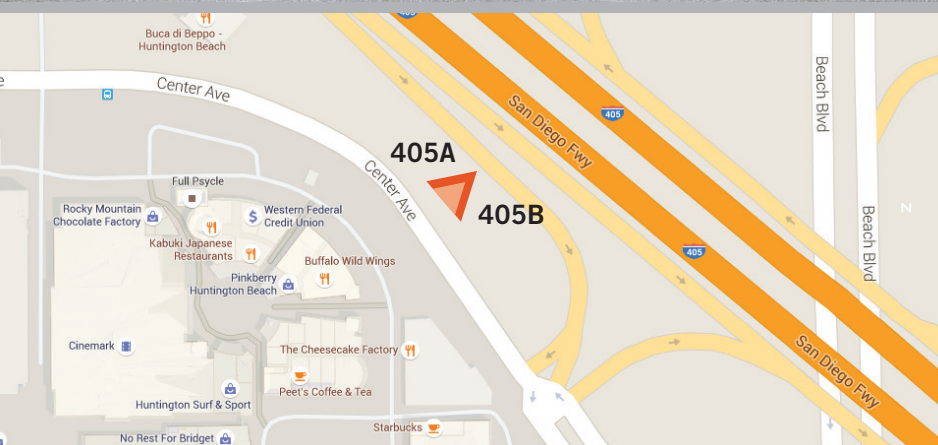 405
Buca di Beppo -
Huntington Beach
e
Center Ave
Beach Blvd
San Diego Fwy
405
405A
Center Ave
405B
Full Psycle
Rocky Mountain
Chocolate Factory
$
Western Federal
Credit Union
Kabuki Japanese
Restaurants
Beach Blvd
N
405
Buffalo Wild Wings
Pinkberry
Huntington Beach
Cinemark
The Cheesecake Factory
San Diego Fwy
Peet's Coffee & Tea
Huntington Surf & Sport
Starbucks
No Rest For Bridget